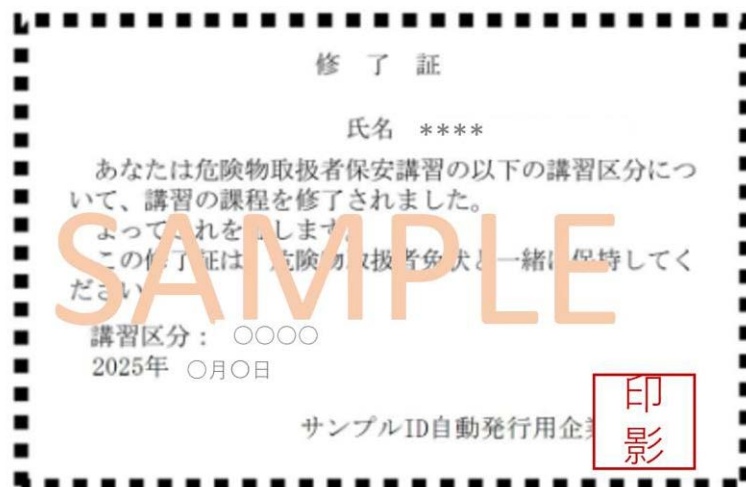 修 了 証
氏名 ****
あなたは危険物取扱者保安講習の以下の講習区分につ
いて、講習の課程を修了されました。
よってこれを します。
この修了証は、危険物取扱者免状と一緒に保持してく
ださい
SAMPLE
講習区分: ○○○○
2025年 ○月○日
サンプルID自動発行用企業
印
影